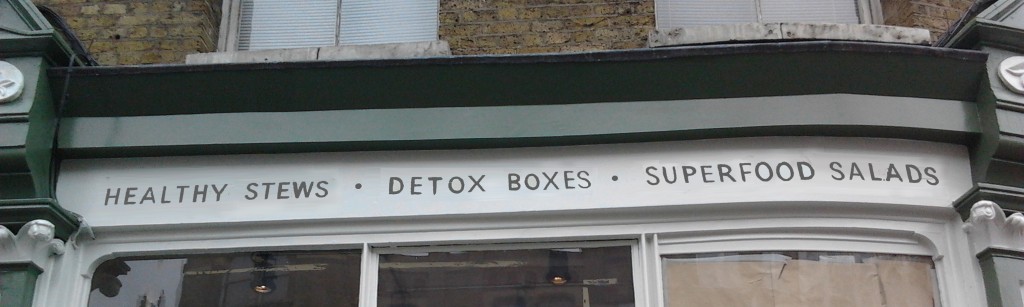 HEALTHY STEWS · DETOX BOXES · SUPERFOOD SALADS